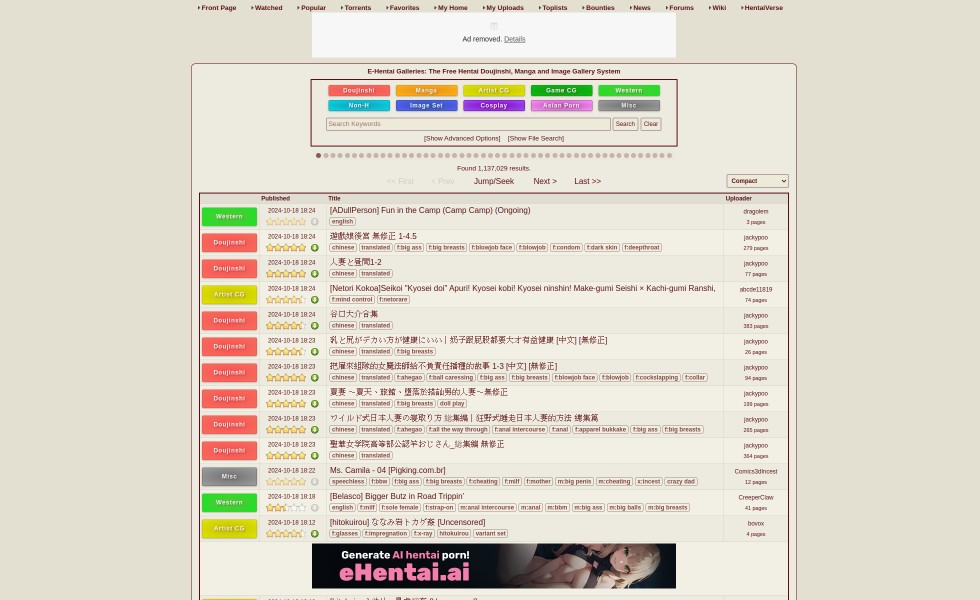 Front Page Watched Popular Torrents Favorites My Home My Uploads Toplists Bounties News Forums Wiki HentaiVerse
Ad removed. Details
E-Hentai Galleries: The Free Hentai Doujinshi, Manga and Image Gallery System
Doujinshi Manga Artist CG Game CG Western
Non-H Image Set Cosplay Asian Porn Misc
Search Keywords Search Clear
[Show Advanced Options] [Show File Search]
Found 1,137,029 results.
<< First < Prev Jump/Seek Next > Last >> Compact
Published Title Uploader
Western 2024-10-18 18:24 [ADullPerson] Fun in the Camp (Camp Camp) (Ongoing) dragolem
english 3 pages
Doujinshi 2024-10-18 18:24 遊戲娘後宮 無修正 1-4.5 jackypoo
chinese translated f:big ass f:big breasts f:blowjob face f:blowjob f:condom f:dark skin f:deepthroat 279 pages
Doujinshi 2024-10-18 18:24 人妻と昼間1-2 jackypoo
chinese translated 77 pages
Artist CG 2024-10-18 18:24 [Netori Kokoa]Seikoi "Kyosei doi" Apuri! Kyosei kobi! Kyosei ninshin! Make-gumi Seishi × Kachi-gumi Ranshi, abcde11819
f:mind control f:netorare 74 pages
Doujinshi 2024-10-18 18:24 谷口大介合集 jackypoo
chinese translated 383 pages
Doujinshi 2024-10-18 18:23 乳と尻がデカい方が健康にいい | 奶子跟屁股都要大才有益健康 [中文] [無修正] jackypoo
chinese translated f:big breasts 26 pages
Doujinshi 2024-10-18 18:23 把雇來組隊的女魔法師給不負責任播種的故事 1-3 [中文] [無修正] jackypoo
chinese translated f:ahegao f:ball caressing f:big ass f:big breasts f:blowjob face f:blowjob f:cockslapping f:collar 94 pages
Doujinshi 2024-10-18 18:23 夏妻 ～夏天、旅館、墮落於搭訕男的人妻～無修正 jackypoo
chinese translated f:big breasts doll play 199 pages
Doujinshi 2024-10-18 18:23 ワイルド式日本人妻の寝取り方 総集編 | 狂野式睡走日本人妻的方法 總集篇 jackypoo
chinese translated f:ahegao f:all the way through f:anal intercourse f:anal f:apparel bukkake f:big ass f:big breasts 265 pages
Doujinshi 2024-10-18 18:23 聖華女学院高等部公認竿おじさん_総集編 無修正 jackypoo
chinese translated 364 pages
Misc 2024-10-18 18:22 Ms. Camila - 04 [Pigking.com.br] Comics3dIncest
speechless f:bbw f:big ass f:big breasts f:cheating f:milf f:mother m:big penis m:cheating x:incest crazy dad 12 pages
Western 2024-10-18 18:18 [Belasco] Bigger Butz in Road Trippin' CreeperClaw
english f:milf f:sole female f:strap-on m:anal intercourse m:anal m:bbm m:big ass m:big balls m:big breasts 41 pages
Artist CG 2024-10-18 18:12 [hitokuirou] ななみ岩トカゲ姦 [Uncensored] bovox
f:glasses f:impregnation f:x-ray hitokuirou variant set 4 pages
Generate AI hentai porn!
eHentai.ai